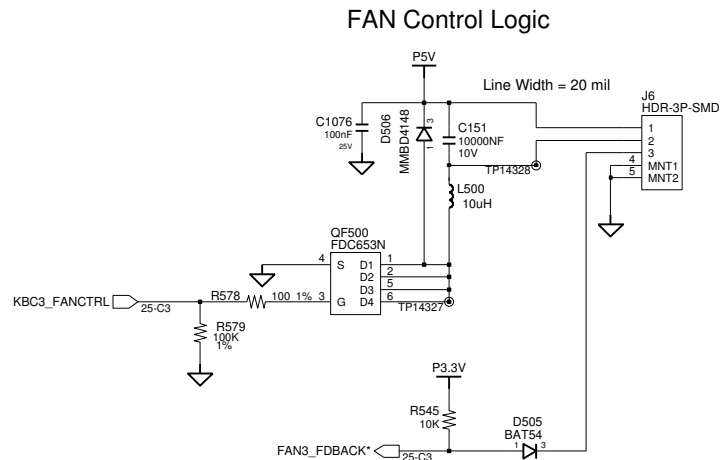 FAN Control Logic
P5V
Line Width = 20 mil
J6
HDR-3P-SMD
C1076
100nF
25V
D506
MMBD4148
3
1
C151
10000NF
10V
1
2
3
4 MNT1
5 MNT2
TP14328
L500
10uH
QF500
FDC653N
4 S D1 1
D2 2
D3 5
3 G D4 6
TP14327
KBC3_FANCTRL
25-C3
R578
100 1%
R579
100K
1%
P3.3V
R545
10K
D505
BAT54
1 3
FAN3_FDBACK*
25-C3